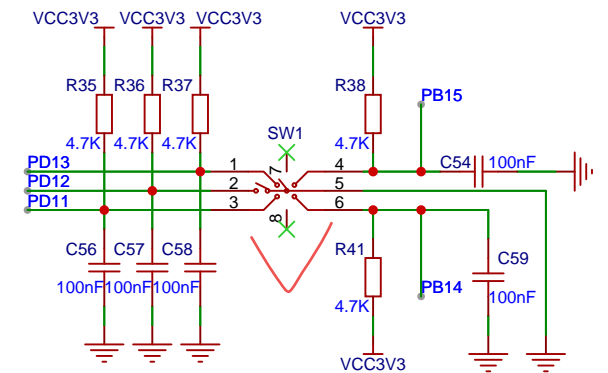 VCC3V3 VCC3V3 VCC3V3 VCC3V3
R35 R36 R37 R38 PB15
4.7K 4.7K 4.7K 4.7K SW1
PD13 1 7 4 C54 100nF
PD12 2 5
PD11 3 8 6
C56 C57 C58 R41 C59
100nF 100nF 100nF PB14 100nF
4.7K
VCC3V3